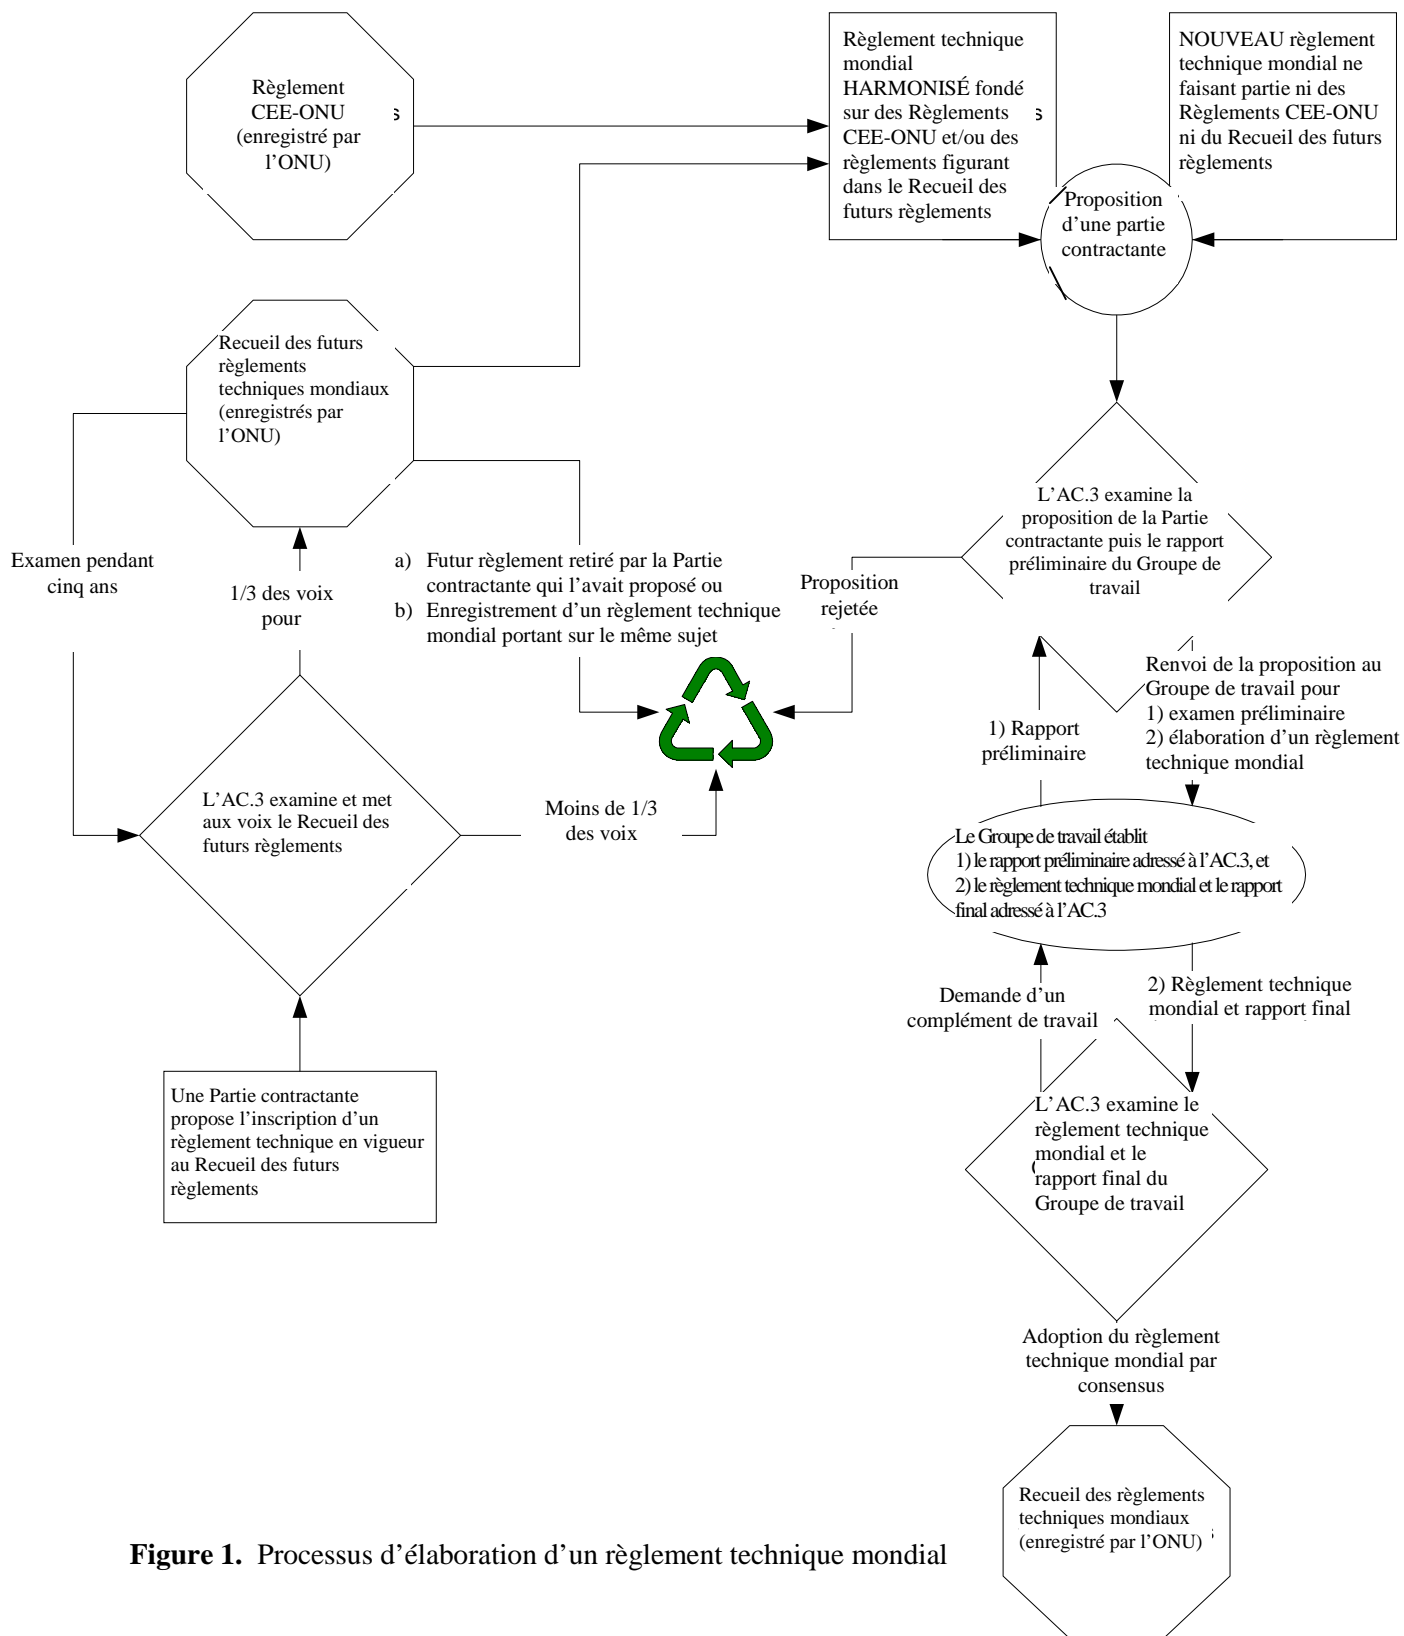 Règlement
CEE-ONU
(enregistré par
l’ONU)
Règlement technique
mondial
HARMONISÉ fondé
sur des Règlements
CEE-ONU et/ou des
règlements figurant
dans le Recueil des
futurs règlements
NOUVEAU règlement
technique mondial ne
faisant partie ni des
Règlements CEE-ONU
ni du Recueil des futurs
règlements
Proposition
d’une partie
contractante
Recueil des futurs
règlements
techniques mondiaux
(enregistrés par
l’ONU)
L’AC.3 examine la
proposition de la Partie
contractante puis le rapport
préliminaire du Groupe de
travail
Examen pendant
cinq ans
1/3 des voix
pour
a) Futur règlement retiré par la Partie
contractante qui l’avait proposé ou
b) Enregistrement d’un règlement technique
mondial portant sur le même sujet
Proposition
rejetée
Renvoi de la proposition au
Groupe de travail pour
1) examen préliminaire
2) élaboration d’un règlement
technique mondial
1) Rapport
préliminaire
L’AC.3 examine et met
aux voix le Recueil des
futurs règlements
Moins de 1/3
des voix
Le Groupe de travail établit
1) le rapport préliminaire adressé à l’AC.3, et
2) le règlement technique mondial et le rapport
final adressé à l’AC.3
Demande d’un
complément de travail
2) Règlement technique
mondial et rapport final
Une Partie contractante
propose l’inscription d’un
règlement technique en vigueur
au Recueil des futurs
règlements
L’AC.3 examine le
règlement technique
mondial et le
rapport final du
Groupe de travail
Adoption du règlement
technique mondial par
consensus
Recueil des règlements
techniques mondiaux
(enregistré par l’ONU)
Figure 1. Processus d’élaboration d’un règlement technique mondial